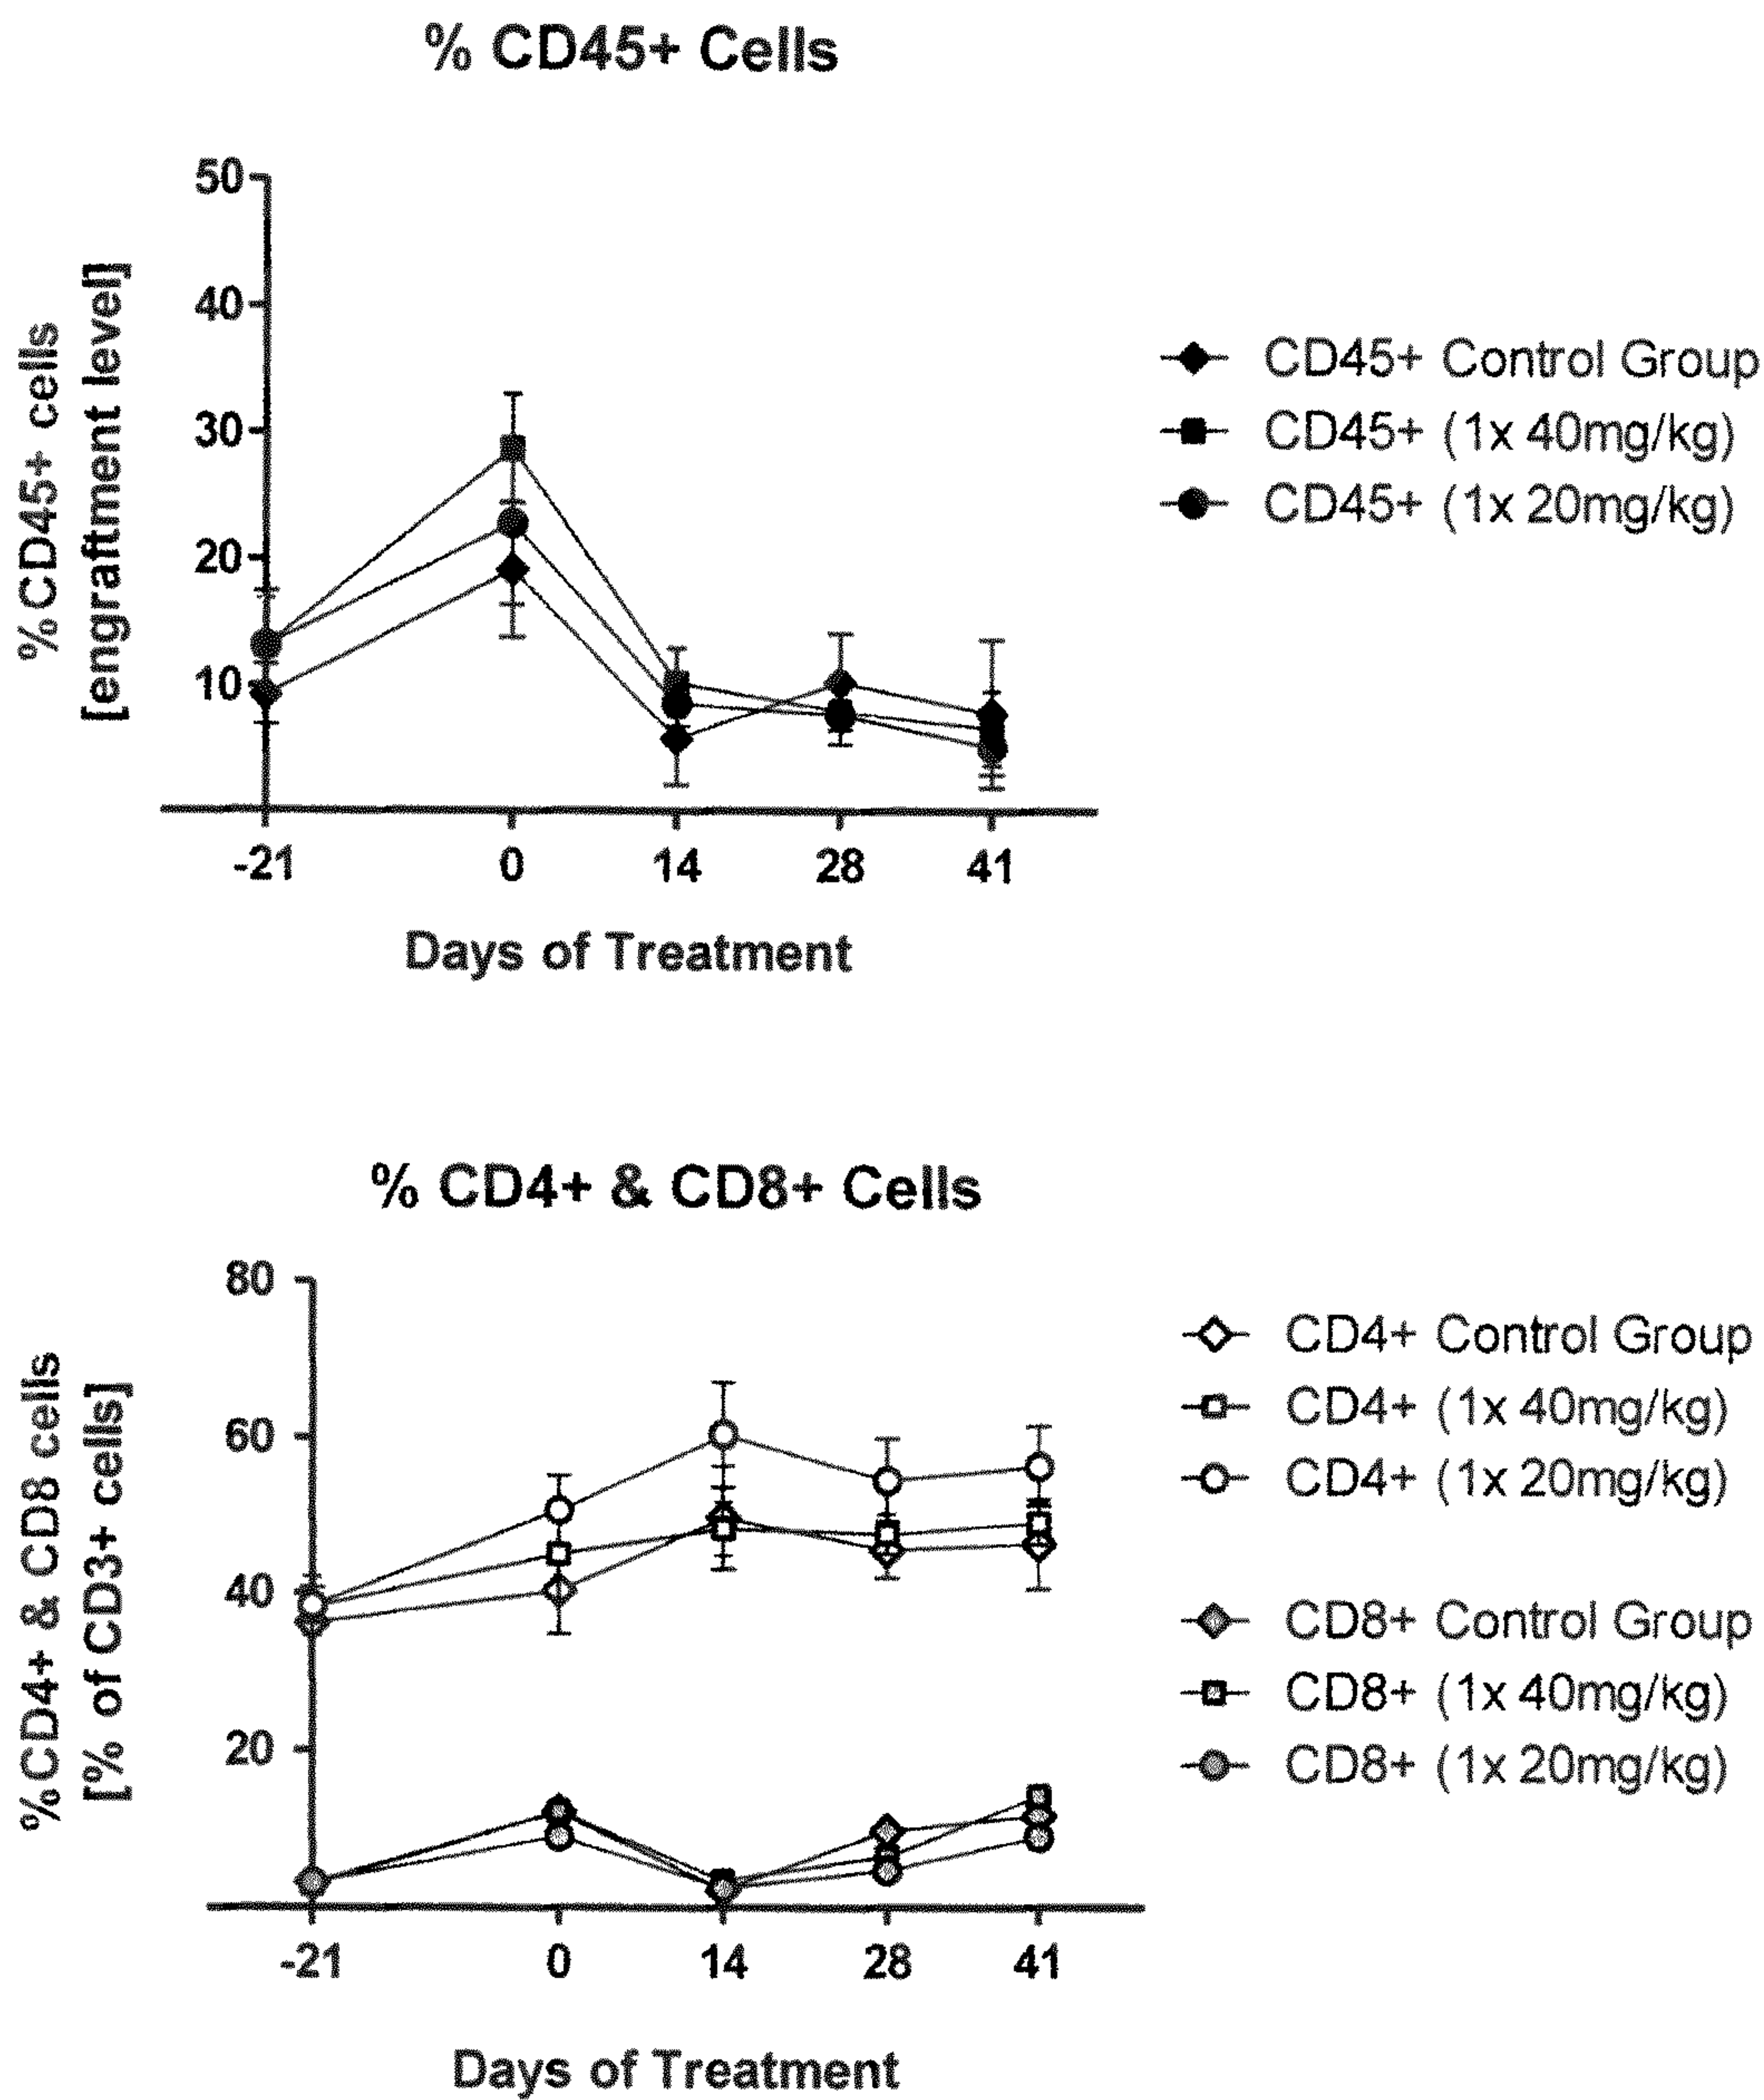 % CD45+ Cells
50
40
30
20
10
%CD45+ cells
[engraftment level]
-21 0 14 28 41
Days of Treatment
CD45+ Control Group
CD45+ (1x 40mg/kg)
CD45+ (1x 20mg/kg)
% CD4+ & CD8+ Cells
80
60
40
20
%CD4+ & CD8 cells
[% of CD3+ cells]
-21 0 14 28 41
Days of Treatment
CD4+ Control Group
CD4+ (1x 40mg/kg)
CD4+ (1x 20mg/kg)
CD8+ Control Group
CD8+ (1x 40mg/kg)
CD8+ (1x 20mg/kg)